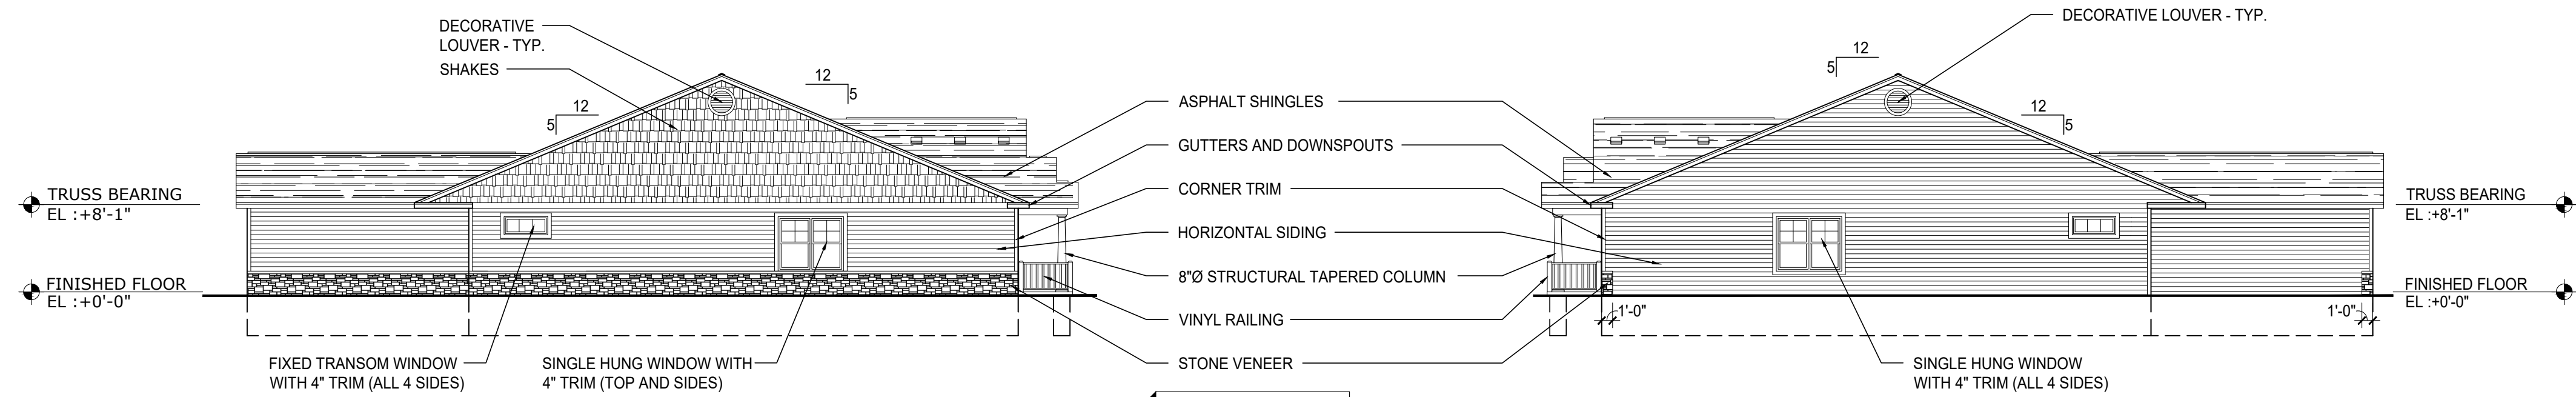 DECORATIVE
LOUVER - TYP.
SHAKES
12
5
12
5
TRUSS BEARING
EL :+8'-1"
FINISHED FLOOR
EL :+0'-0"
FIXED TRANSOM WINDOW
WITH 4" TRIM (ALL 4 SIDES)
SINGLE HUNG WINDOW WITH
4" TRIM (TOP AND SIDES)
ASPHALT SHINGLES
GUTTERS AND DOWNSPOUTS
CORNER TRIM
HORIZONTAL SIDING
8"Ø STRUCTURAL TAPERED COLUMN
VINYL RAILING
STONE VENEER
DECORATIVE LOUVER - TYP.
12
5
12
5
TRUSS BEARING
EL :+8'-1"
FINISHED FLOOR
EL :+0'-0"
1'-0"
1'-0"
SINGLE HUNG WINDOW
WITH 4" TRIM (ALL 4 SIDES)